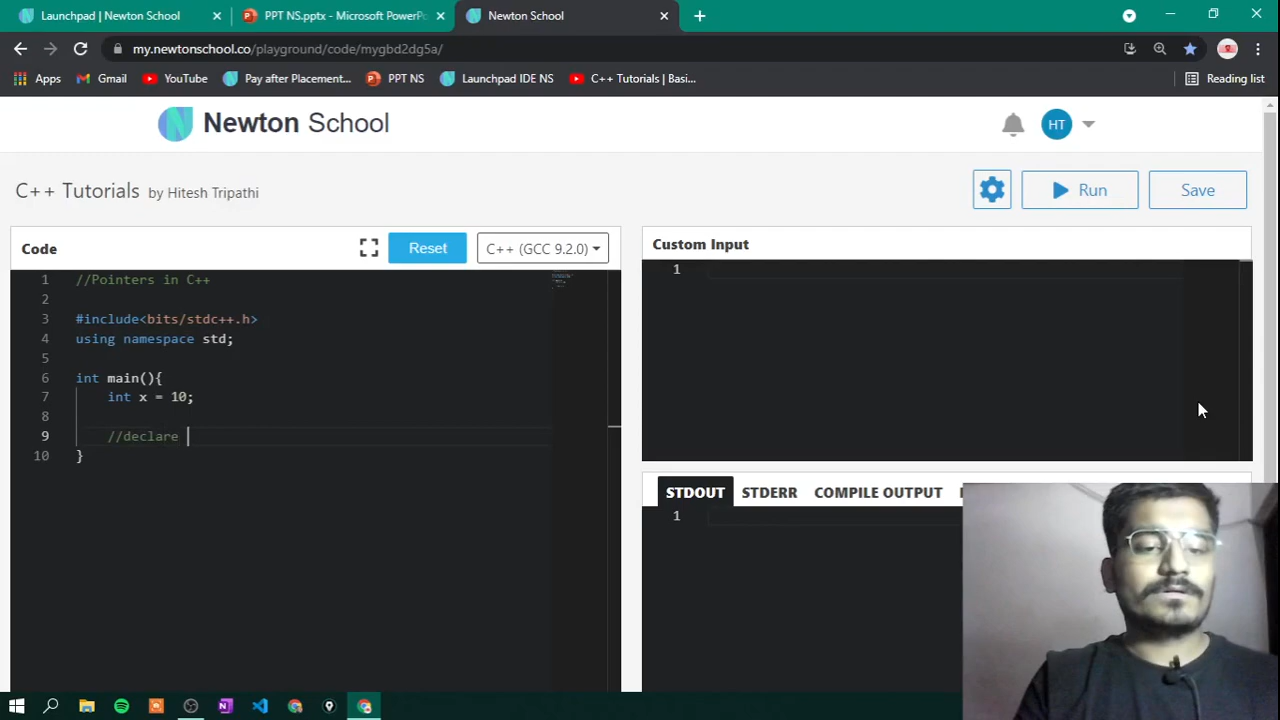 Launchpad | Newton School
PPT NS.pptx - Microsoft PowerPo
Newton School
my.newtonschool.co/playground/code/mygbd2dg5a/
Apps
Gmail
YouTube
Pay after Placement...
PPT NS
Launchpad IDE NS
C++ Tutorials | Basi...
Reading list
Newton School
HT
C++ Tutorials by Hitesh Tripathi
Run
Save
Code
Reset
C++ (GCC 9.2.0)
Custom Input
1 //Pointers in C++
2
3 #include<bits/stdc++.h>
4 using namespace std;
5
6 int main(){
7 int x = 10;
8
9 //declare
10 }
1
STDOUT
STDERR
COMPILE OUTPUT
1